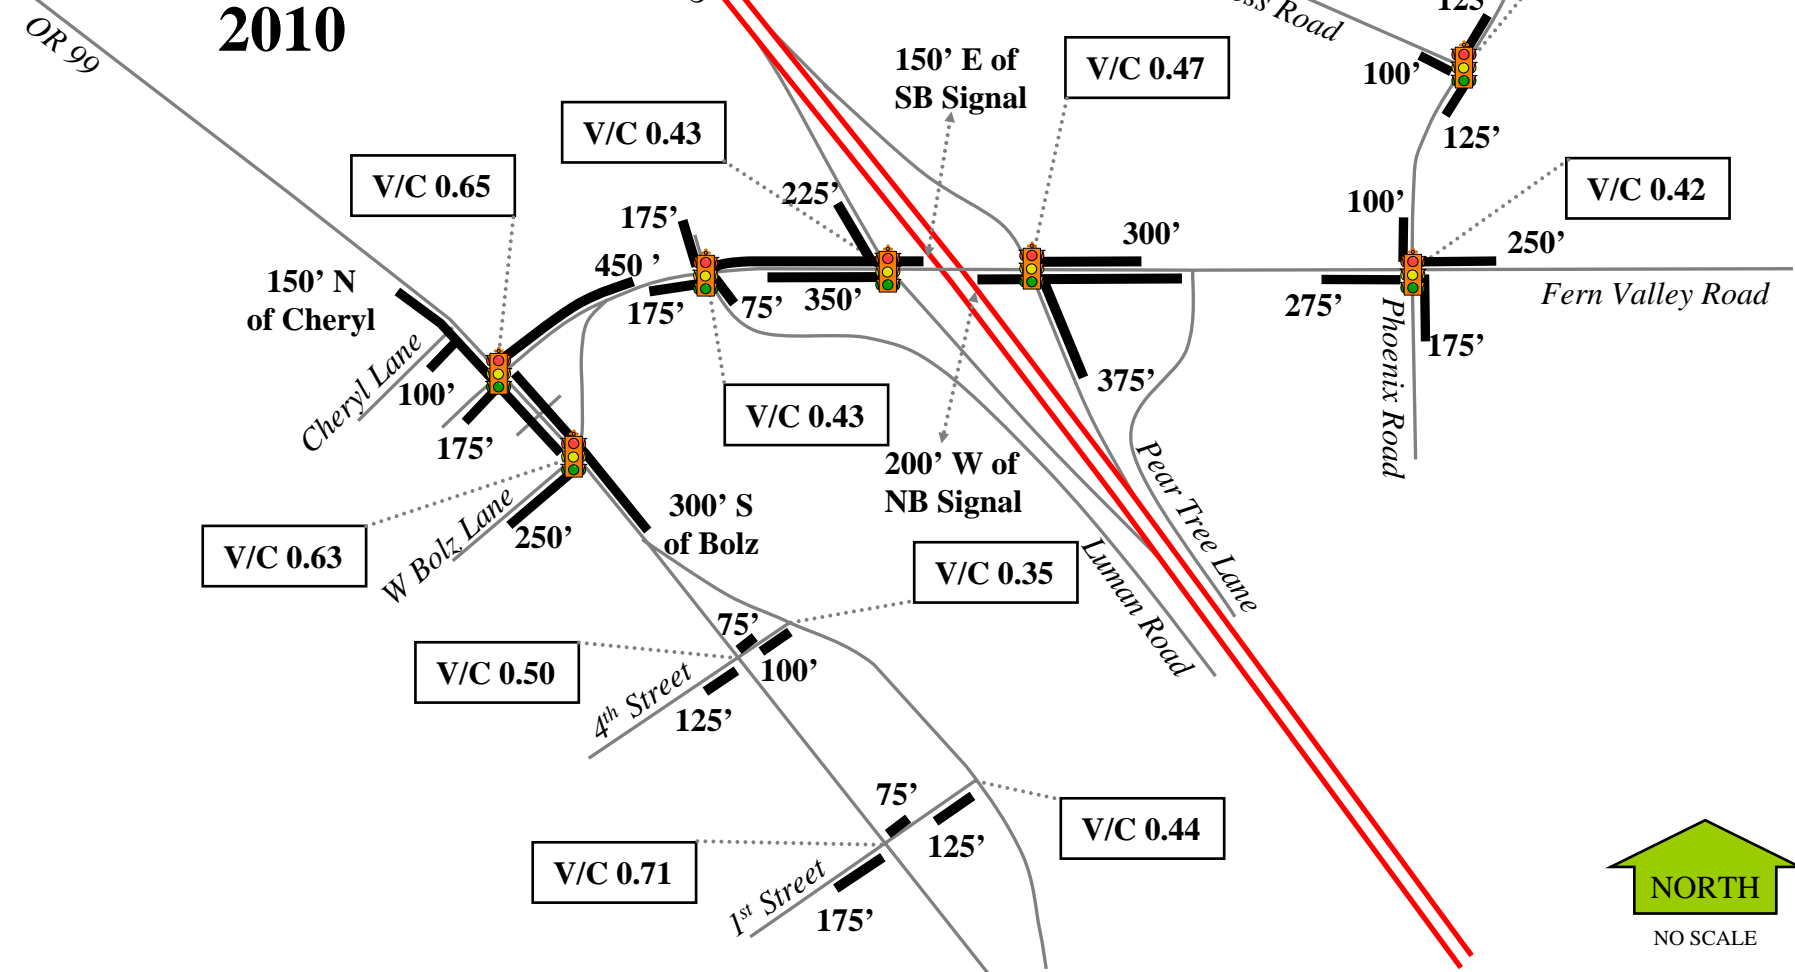 2010
OR 99
ess Road
125'
100'
125'
150’ E of
SB Signal
V/C 0.47
V/C 0.43
V/C 0.65
V/C 0.42
225’
175’
100’
300’
250’
450 ’
175’
75’
350’
275’
Fern Valley Road
150’ N
of Cheryl
Cheryl Lane
100’
175’
V/C 0.43
375’
Phoenix Road
175’
200’ W of
NB Signal
Pear Tree Lane
W Bolz Lane
250’
300’ S
of Bolz
V/C 0.63
V/C 0.35
Luman Road
75’
100’
V/C 0.50
4th Street
125’
75’
125’
V/C 0.44
V/C 0.71
1st Street
175’
NORTH
NO SCALE